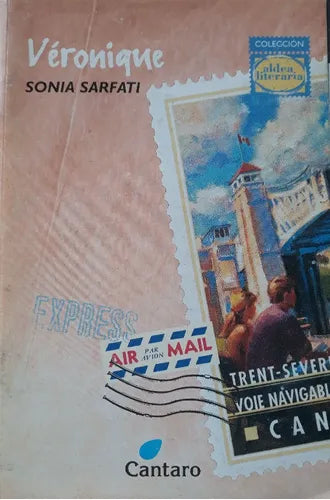 Véronique
SONIA SARFATI
COLECCIÓN
aldea
literaria
EXPRESS
AIR PAR AVION MAIL
TRENT-SEVER
VOIE NAVIGABL
CAN
Cantaro